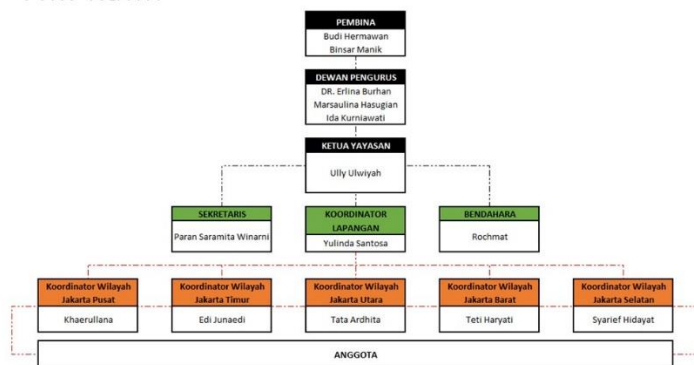 PEMBINA
Budi Hermawan
Binsar Manik
DEWAN PENGURUS
DR. Erlina Burhan
Marsaulina Hasugian
Ida Kurniawati
KETUA YAYASAN
Ully Ulwiyah
SEKRETARIS
Paran Saramita Winarni
KOORDINATOR
LAPANGAN
Yulinda Santosa
BENDAHARA
Rochmat
Koordinator Wilayah
Jakarta Pusat
Khaerullana
Koordinator Wilayah
Jakarta Timur
Edi Junaedi
Koordinator Wilayah
Jakarta Utara
Tata Ardhita
Koordinator Wilayah
Jakarta Barat
Teti Haryati
Koordinator Wilayah
Jakarta Selatan
Syarief Hidayat
ANGGOTA